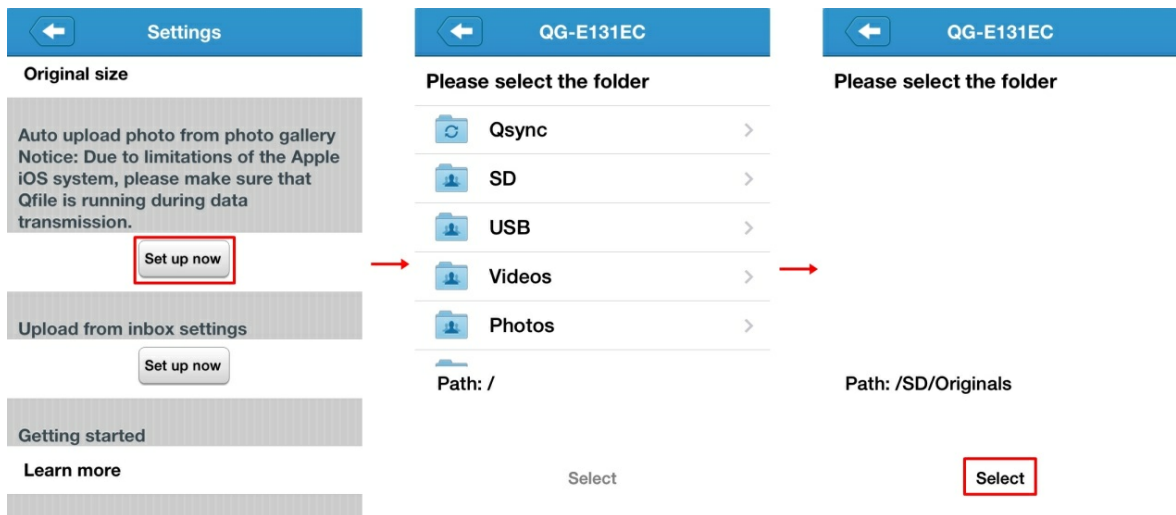 Settings
Original size
Auto upload photo from photo gallery
Notice: Due to limitations of the Apple
iOS system, please make sure that
Qfile is running during data
transmission.
Set up now
Upload from inbox settings
Set up now
Getting started
Learn more
QG-E131EC
Please select the folder
Qsync
SD
USB
Videos
Photos
Path: /
Select
QG-E131EC
Please select the folder
Path: /SD/Originals
Select